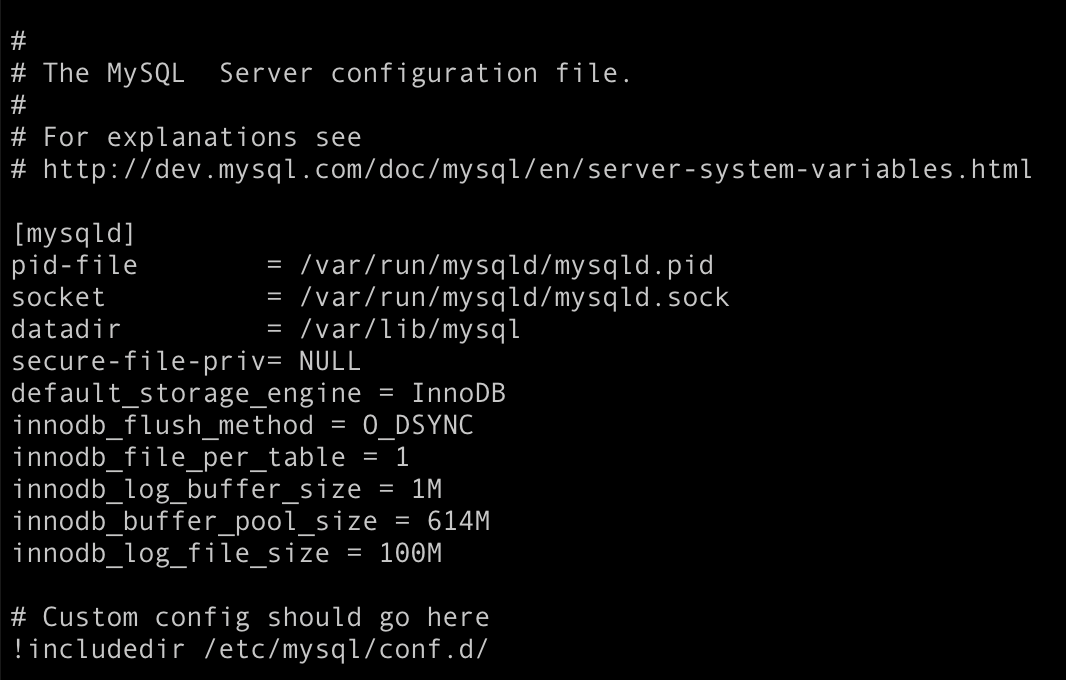 #
# The MySQL  Server configuration file.
#
# For explanations see
# http://dev.mysql.com/doc/mysql/en/server-system-variables.html

[mysqld]
pid-file        = /var/run/mysqld/mysqld.pid
socket          = /var/run/mysqld/mysqld.sock
datadir         = /var/lib/mysql
secure-file-priv= NULL
default_storage_engine = InnoDB
innodb_flush_method = O_DSYNC
innodb_file_per_table = 1
innodb_log_buffer_size = 1M
innodb_buffer_pool_size = 614M
innodb_log_file_size = 100M

# Custom config should go here
!includedir /etc/mysql/conf.d/